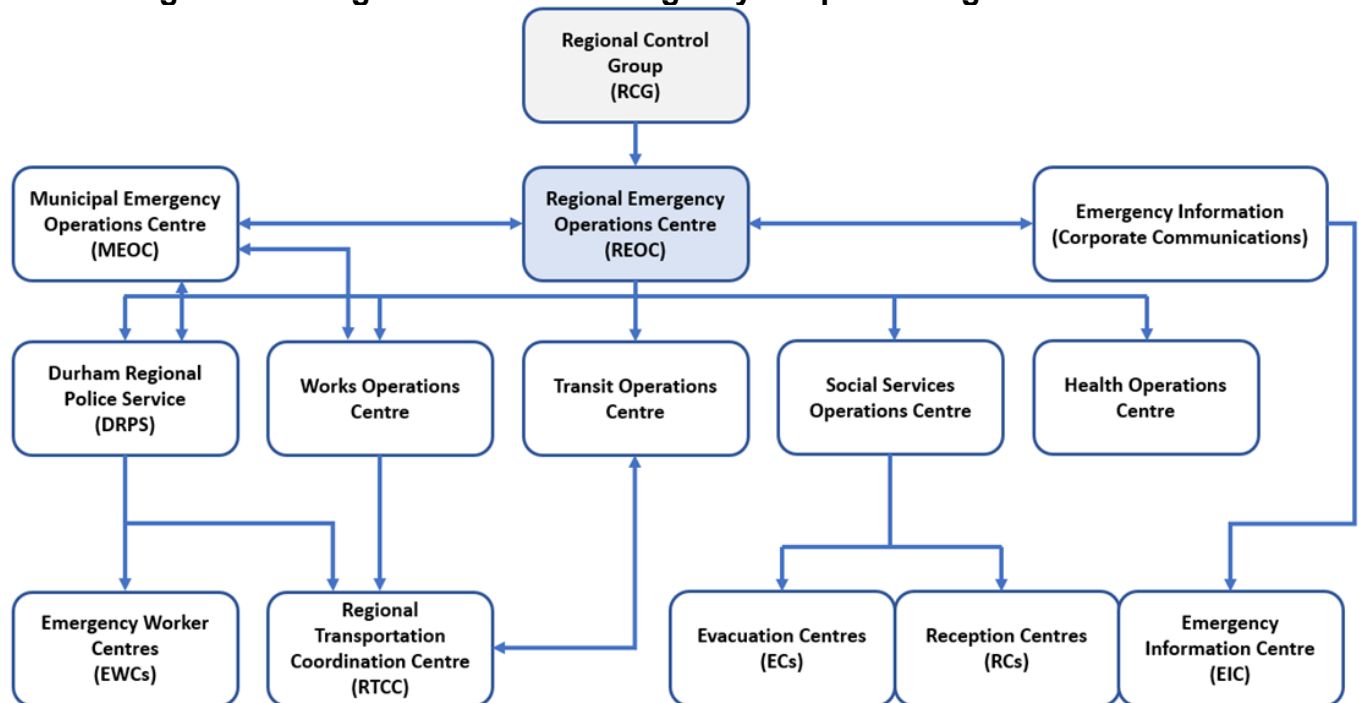 Regional Control
Group
(RCG)
Municipal Emergency
Operations Centre
(MEOC)
Regional Emergency
Operations Centre
(REOC)
Emergency Information
(Corporate Communications)
Durham Regional
Police Service
(DRPS)
Works Operations
Centre
Transit Operations
Centre
Social Services
Operations Centre
Health Operations
Centre
Emergency Worker
Centres
(EWCs)
Regional
Transportation
Coordination Centre
(RTCC)
Evacuation Centres
(ECs)
Reception Centres
(RCs)
Emergency
Information Centre
(EIC)